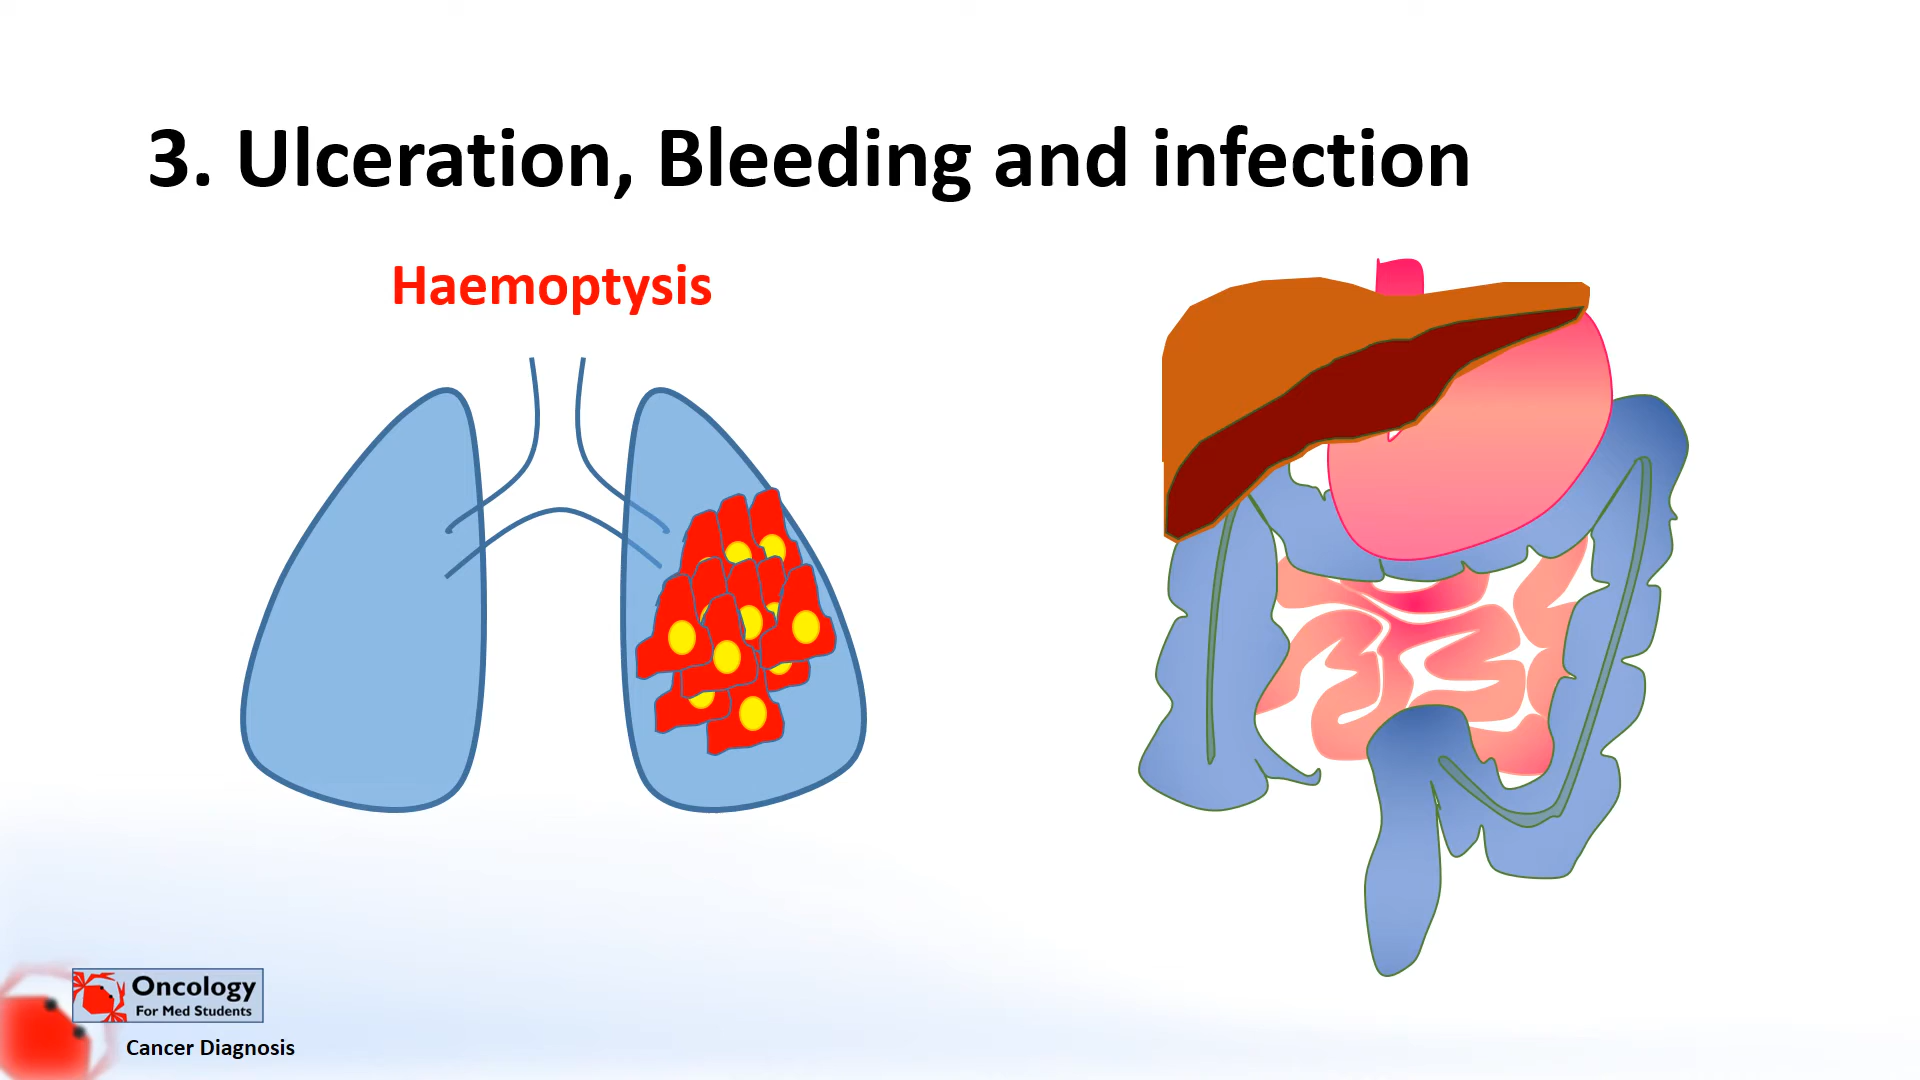 3. Ulceration, Bleeding and infection
Haemoptysis
Oncology
For Med Students
Cancer Diagnosis